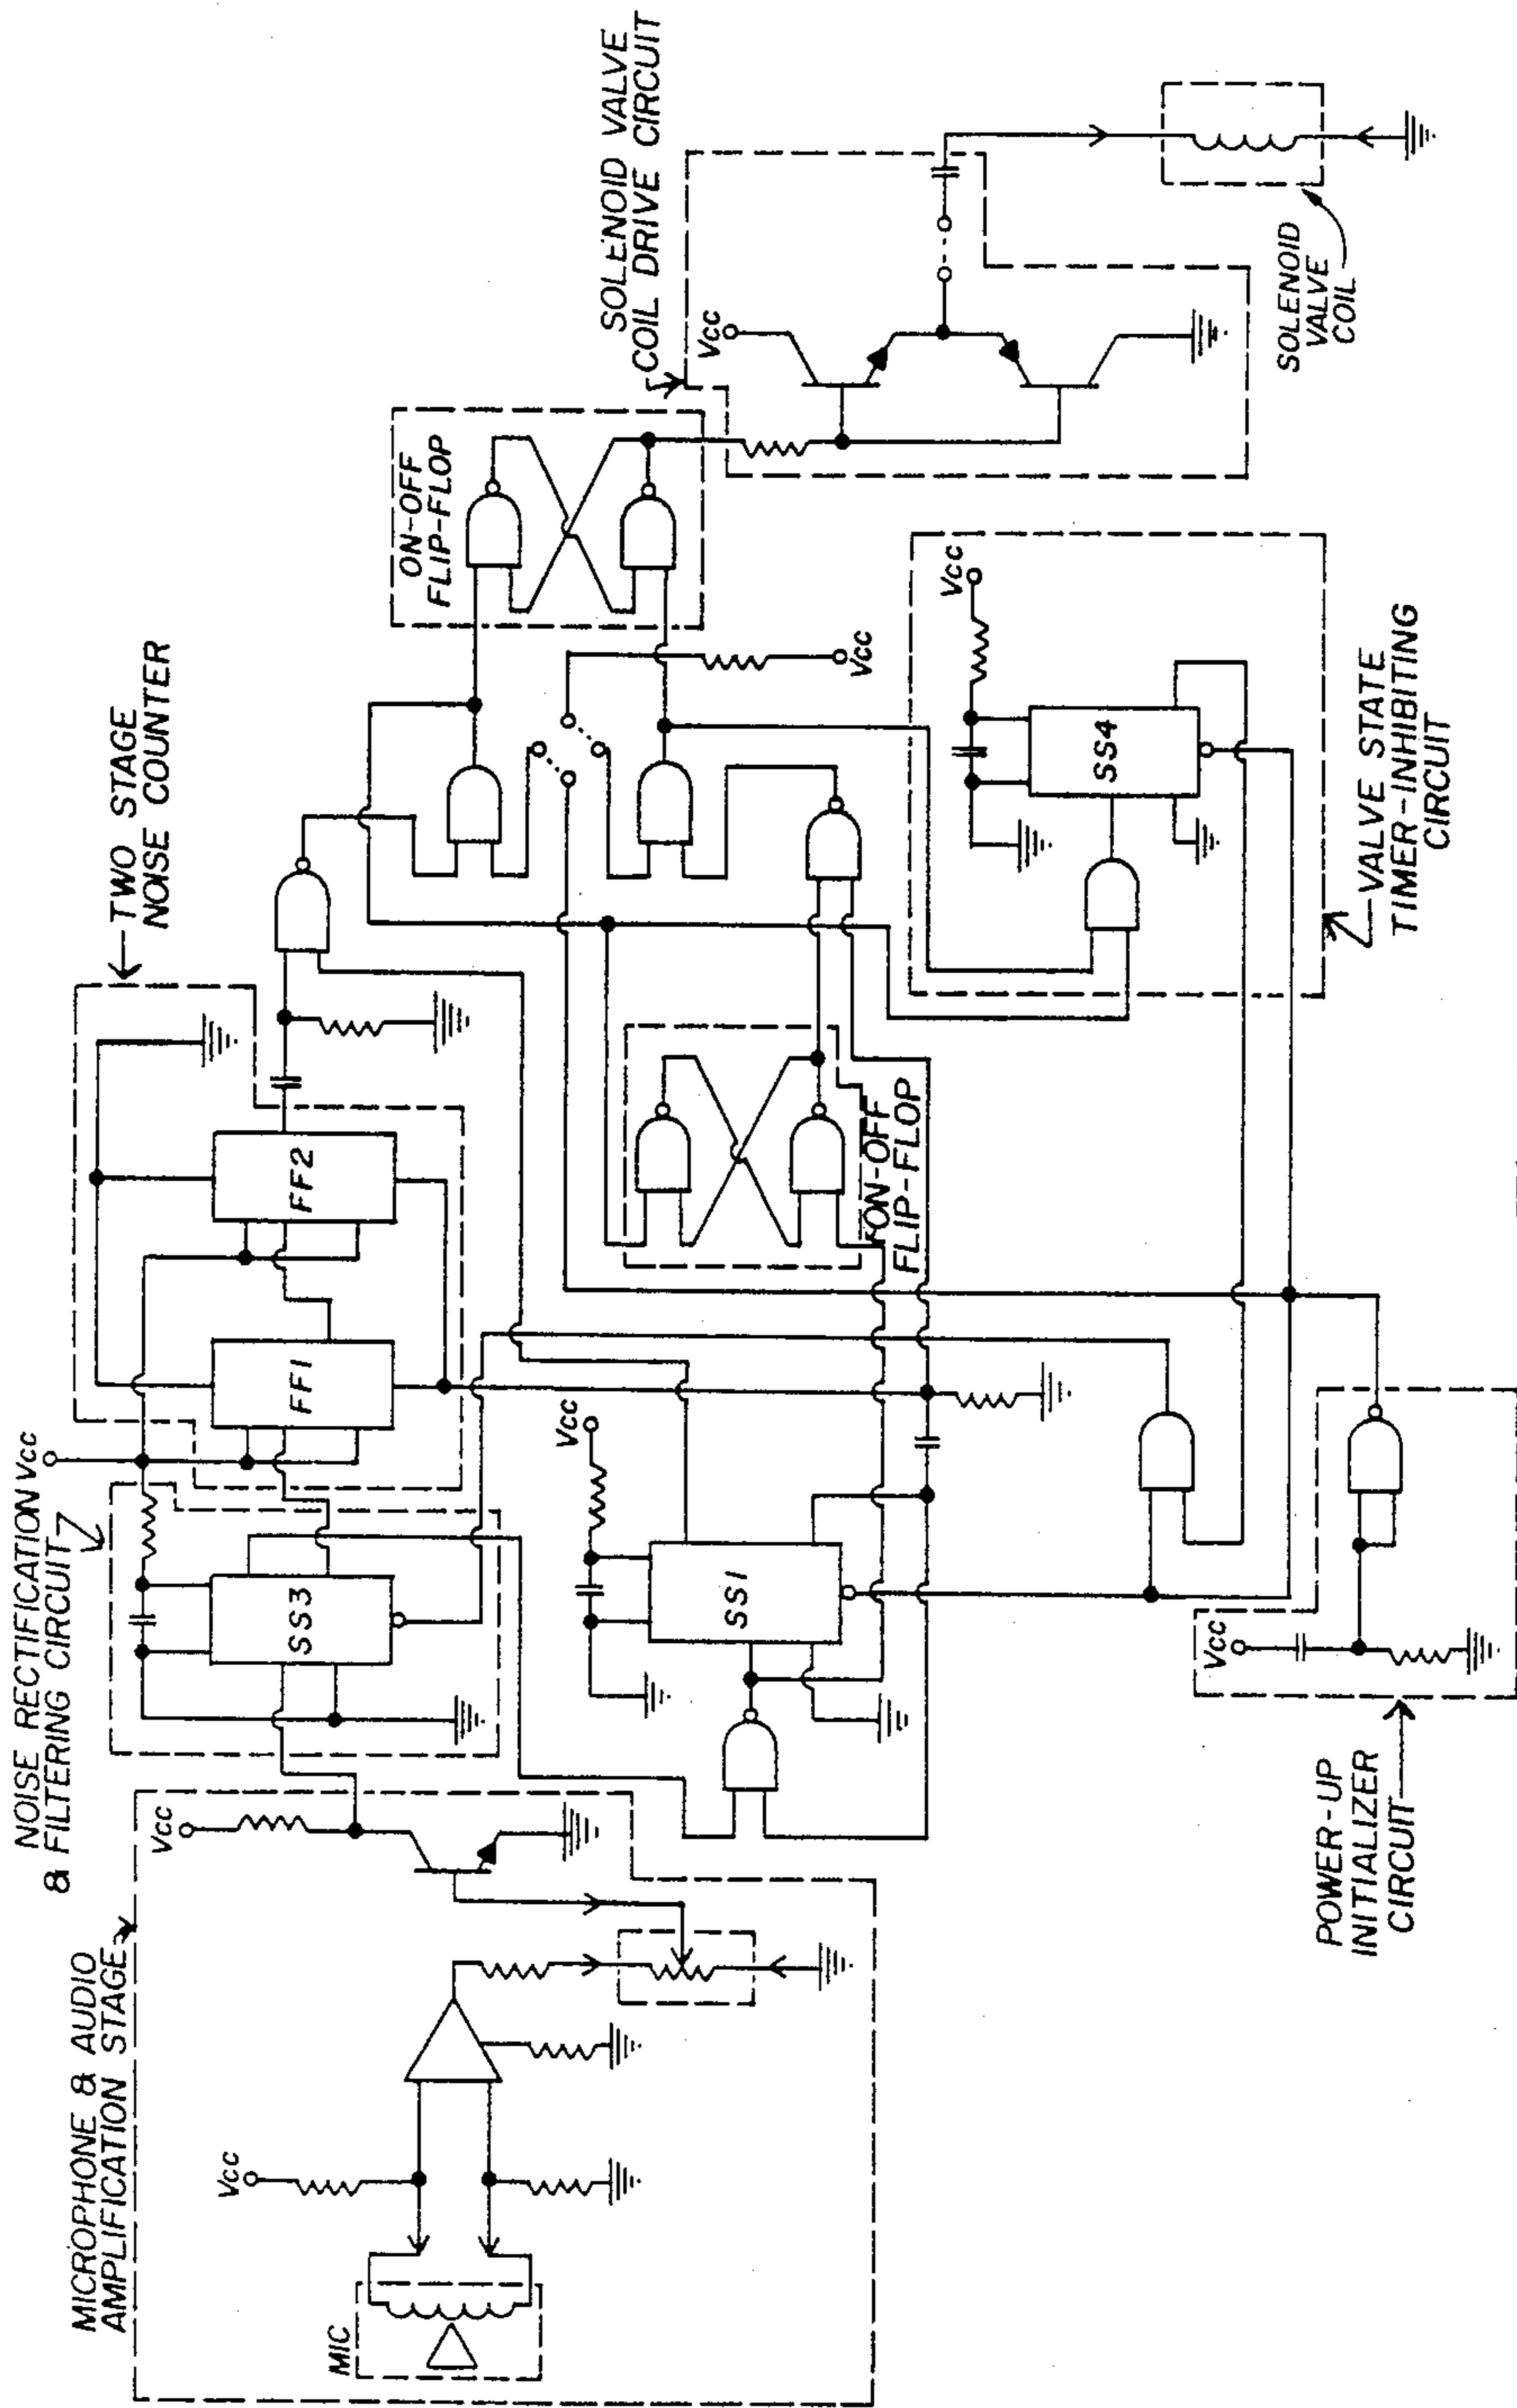 MICROPHONE & AUDIO
AMPLIFICATION STAGE
MIC
Vcc
Vcc
NOISE RECTIFICATION
& FILTERING CIRCUIT
Vcc
SS3
TWO STAGE
NOISE COUNTER
FF1
FF2
Vcc
SS1
ON-OFF
FLIP-FLOP
ON-OFF
FLIP-FLOP
Vcc
SOLENOID VALVE
COIL DRIVE CIRCUIT
Vcc
SOLENOID
VALVE
COIL
Vcc
SS4
VALVE STATE
TIMER-INHIBITING
CIRCUIT
POWER-UP
INITIALIZER
CIRCUIT
Vcc